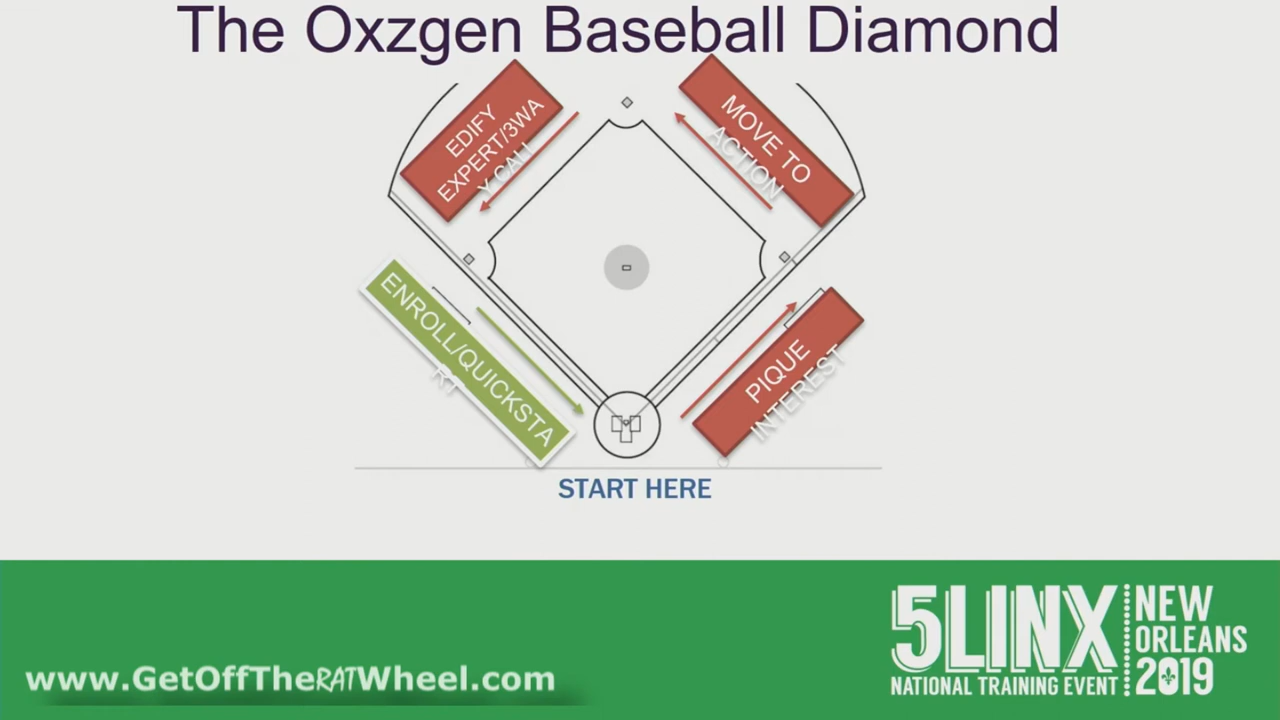 The Oxzgen Baseball Diamond
EDIFY
EXPERT/3WA
Y CALL
MOVE TO
ACTION
ENROLL/QUICKSTA
RT
PIQUE
INTEREST
START HERE
www.GetOffTheRATWheel.com
5LINX
NATIONAL TRAINING EVENT
NEW
ORLEANS
2019